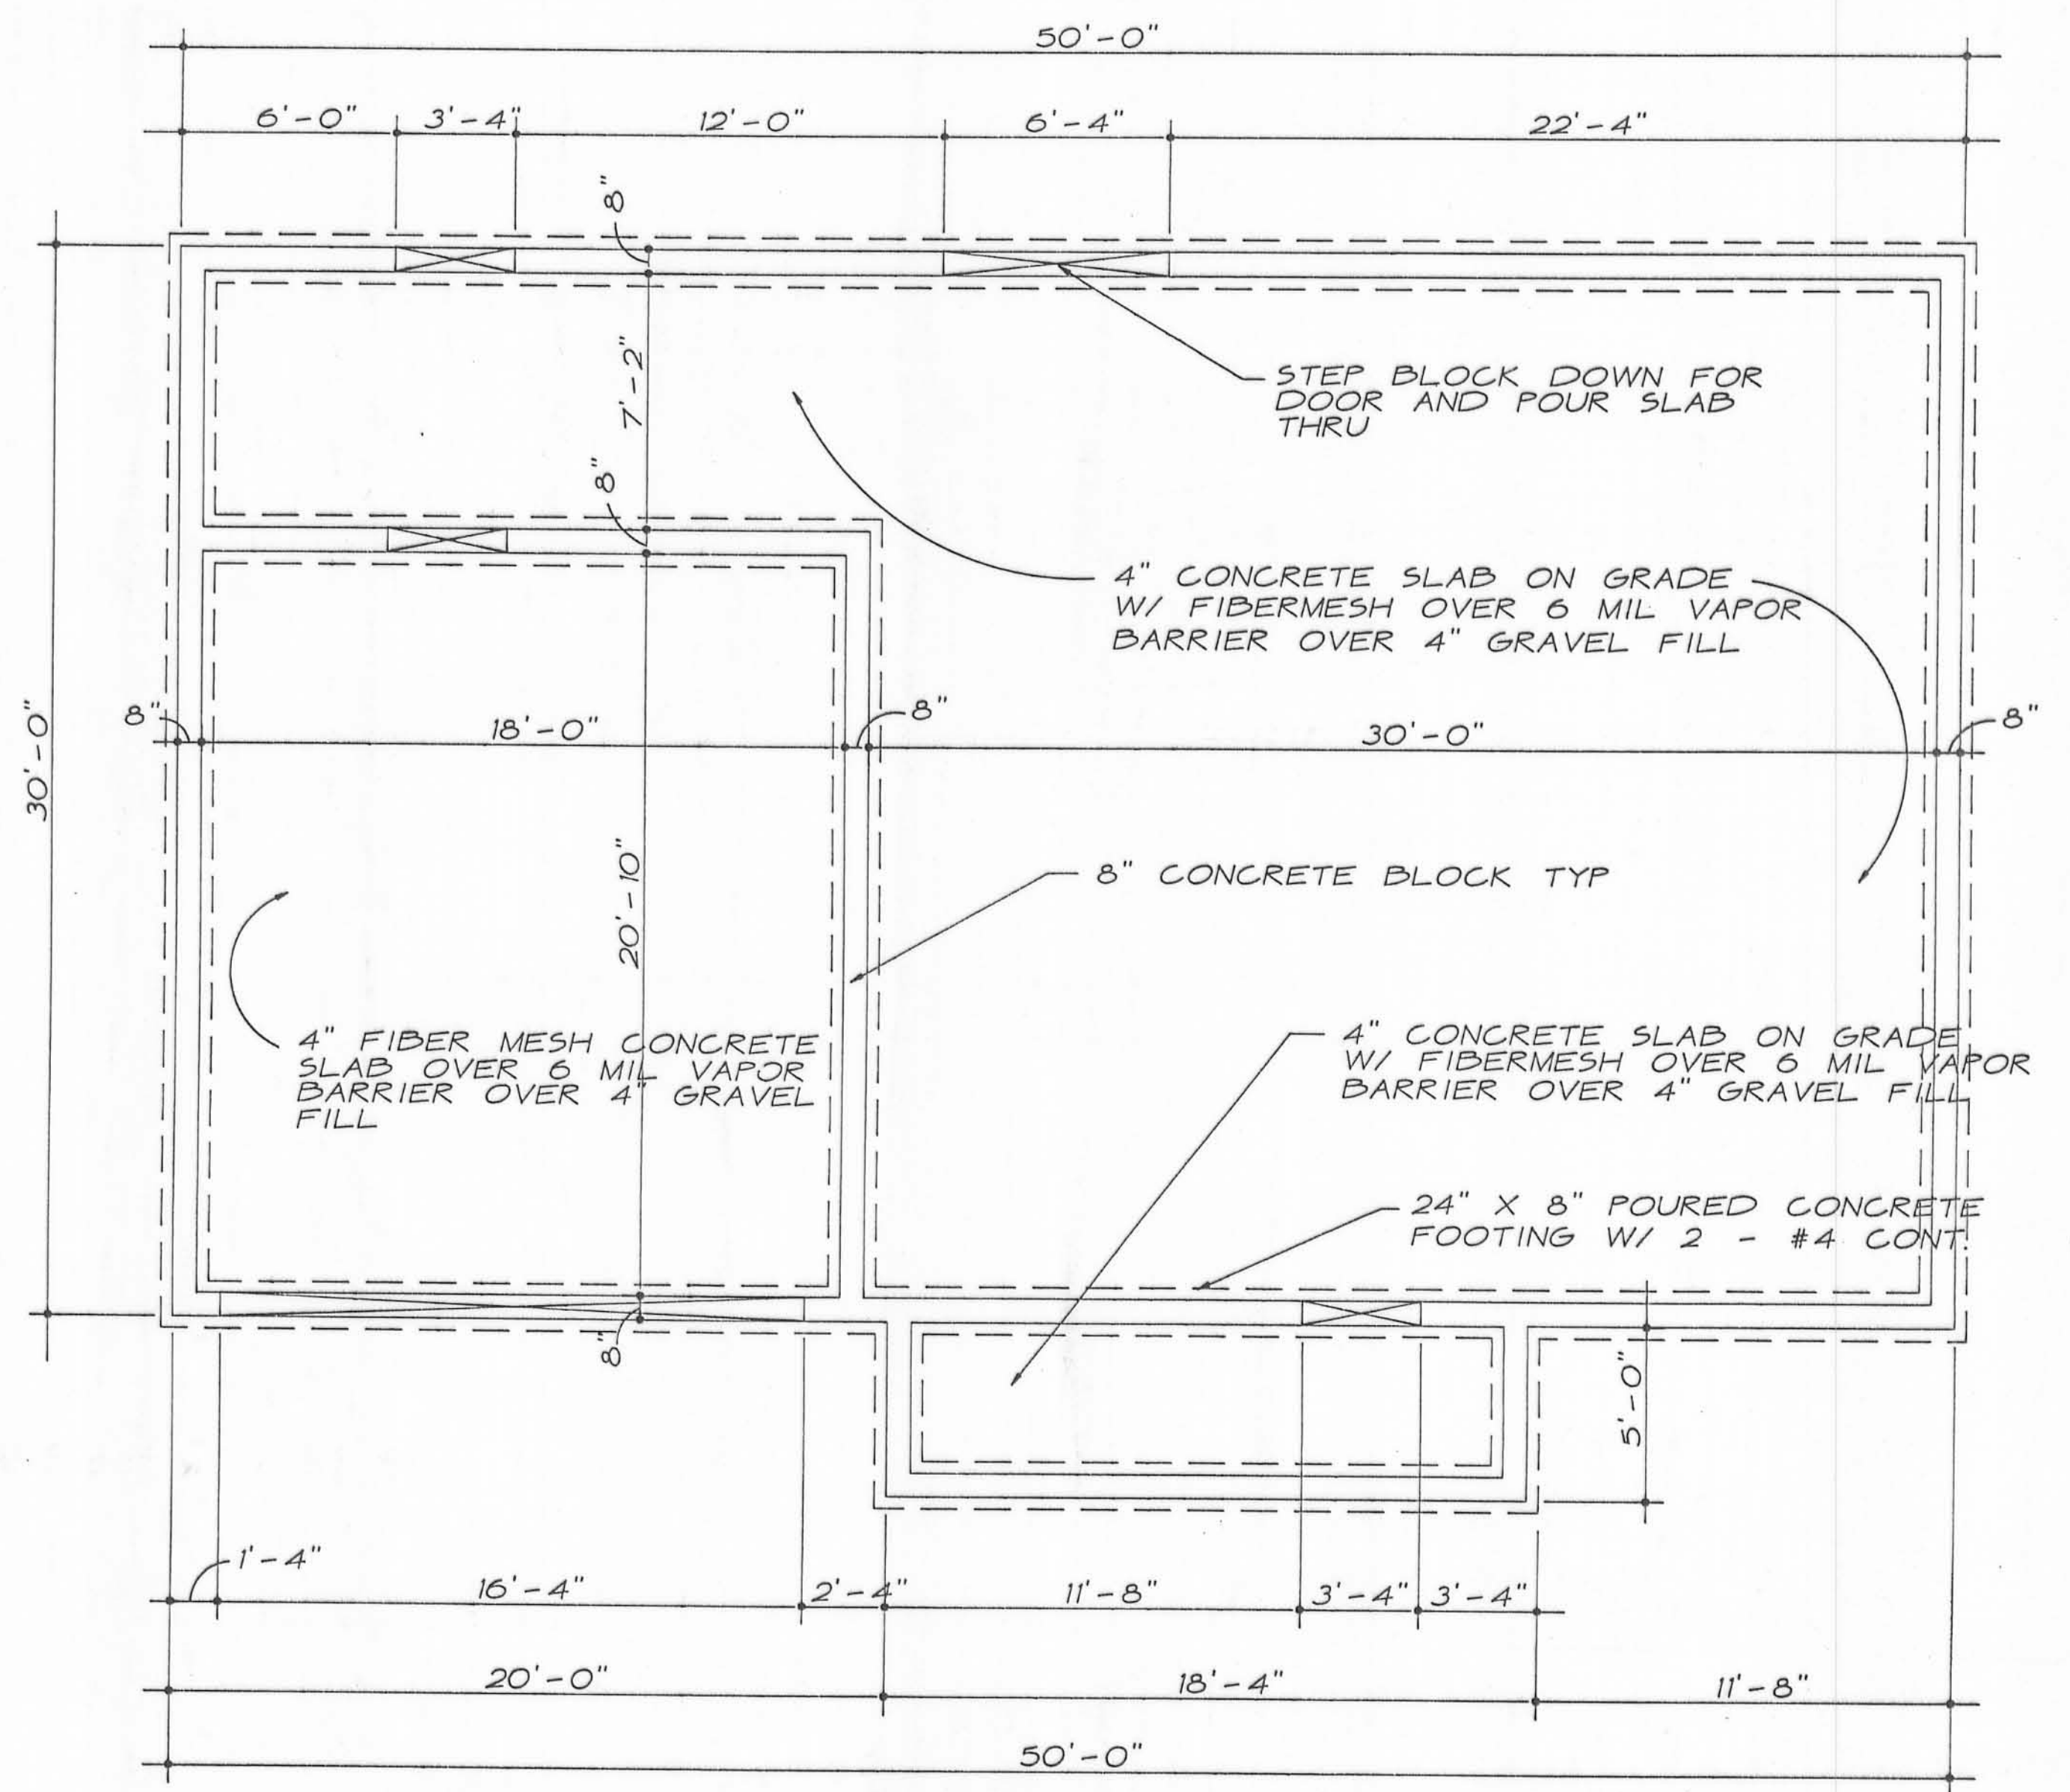 50'-0"
6'-0" 3'-4" 12'-0" 6'-4" 22'-4"
8"
7'-2"
STEP BLOCK DOWN FOR
DOOR AND POUR SLAB
THRU
8"
4" CONCRETE SLAB ON GRADE
W/ FIBERMESH OVER 6 MIL VAPOR
BARRIER OVER 4" GRAVEL FILL
30'-0"
8" 18'-0" 8" 30'-0" 8"
20'-10"
8" CONCRETE BLOCK TYP
4" FIBER MESH CONCRETE
SLAB OVER 6 MIL VAPOR
BARRIER OVER 4" GRAVEL
FILL
4" CONCRETE SLAB ON GRADE
W/ FIBERMESH OVER 6 MIL VAPOR
BARRIER OVER 4" GRAVEL FILL
24" X 8" POURED CONCRETE
FOOTING W/ 2 - #4 CONT.
8"
5'-0"
1'-4"
16'-4" 2'-4" 11'-8" 3'-4" 3'-4"
20'-0" 18'-4" 11'-8"
50'-0"